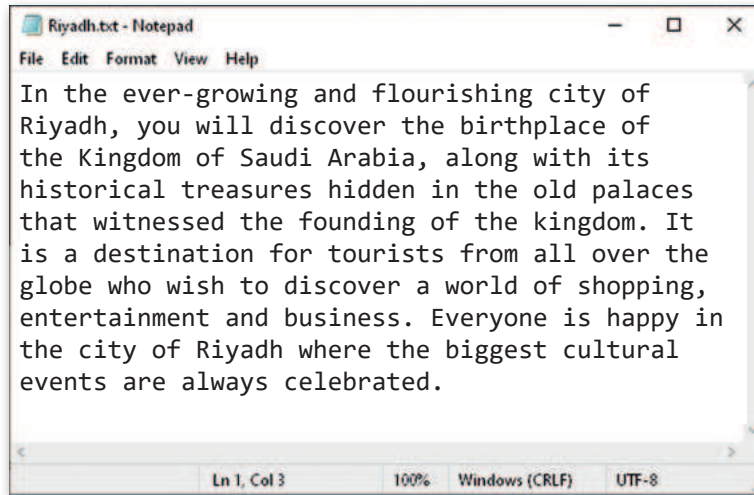 Riyadh.txt - Notepad
File Edit Format View Help
In the ever-growing and flourishing city of
Riyadh, you will discover the birthplace of
the Kingdom of Saudi Arabia, along with its
historical treasures hidden in the old palaces
that witnessed the founding of the kingdom. It
is a destination for tourists from all over the
globe who wish to discover a world of shopping,
entertainment and business. Everyone is happy in
the city of Riyadh where the biggest cultural
events are always celebrated.
Ln 1, Col 3 100% Windows (CRLF) UTF-8